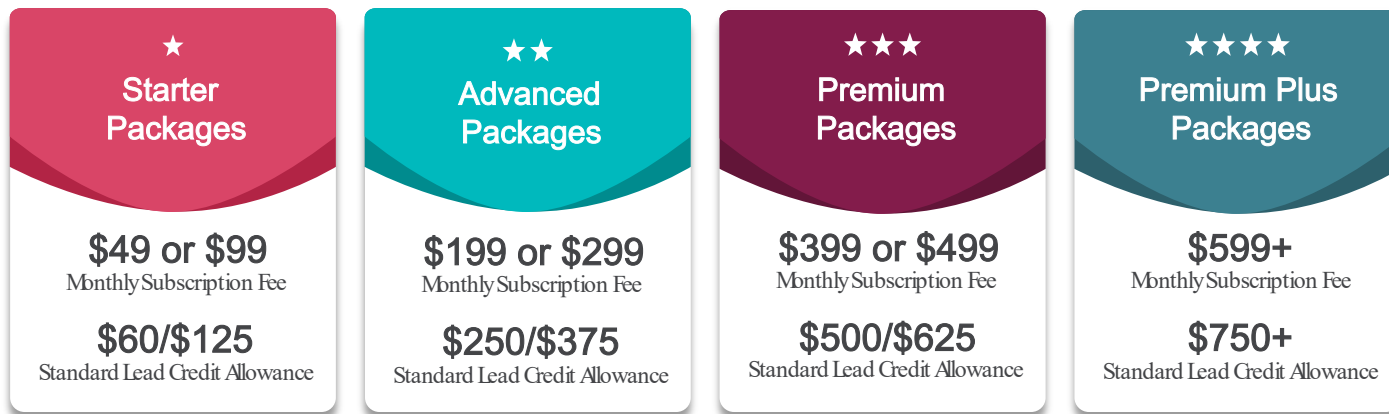 Starter
Packages
$49 or $99
Monthly Subscription Fee
$60/$125
Standard Lead Credit Allowance
Advanced
Packages
$199 or $299
Monthly Subscription Fee
$250/$375
Standard Lead Credit Allowance
Premium
Packages
$399 or $499
Monthly Subscription Fee
$500/$625
Standard Lead Credit Allowance
Premium Plus
Packages
$599+
Monthly Subscription Fee
$750+
Standard Lead Credit Allowance